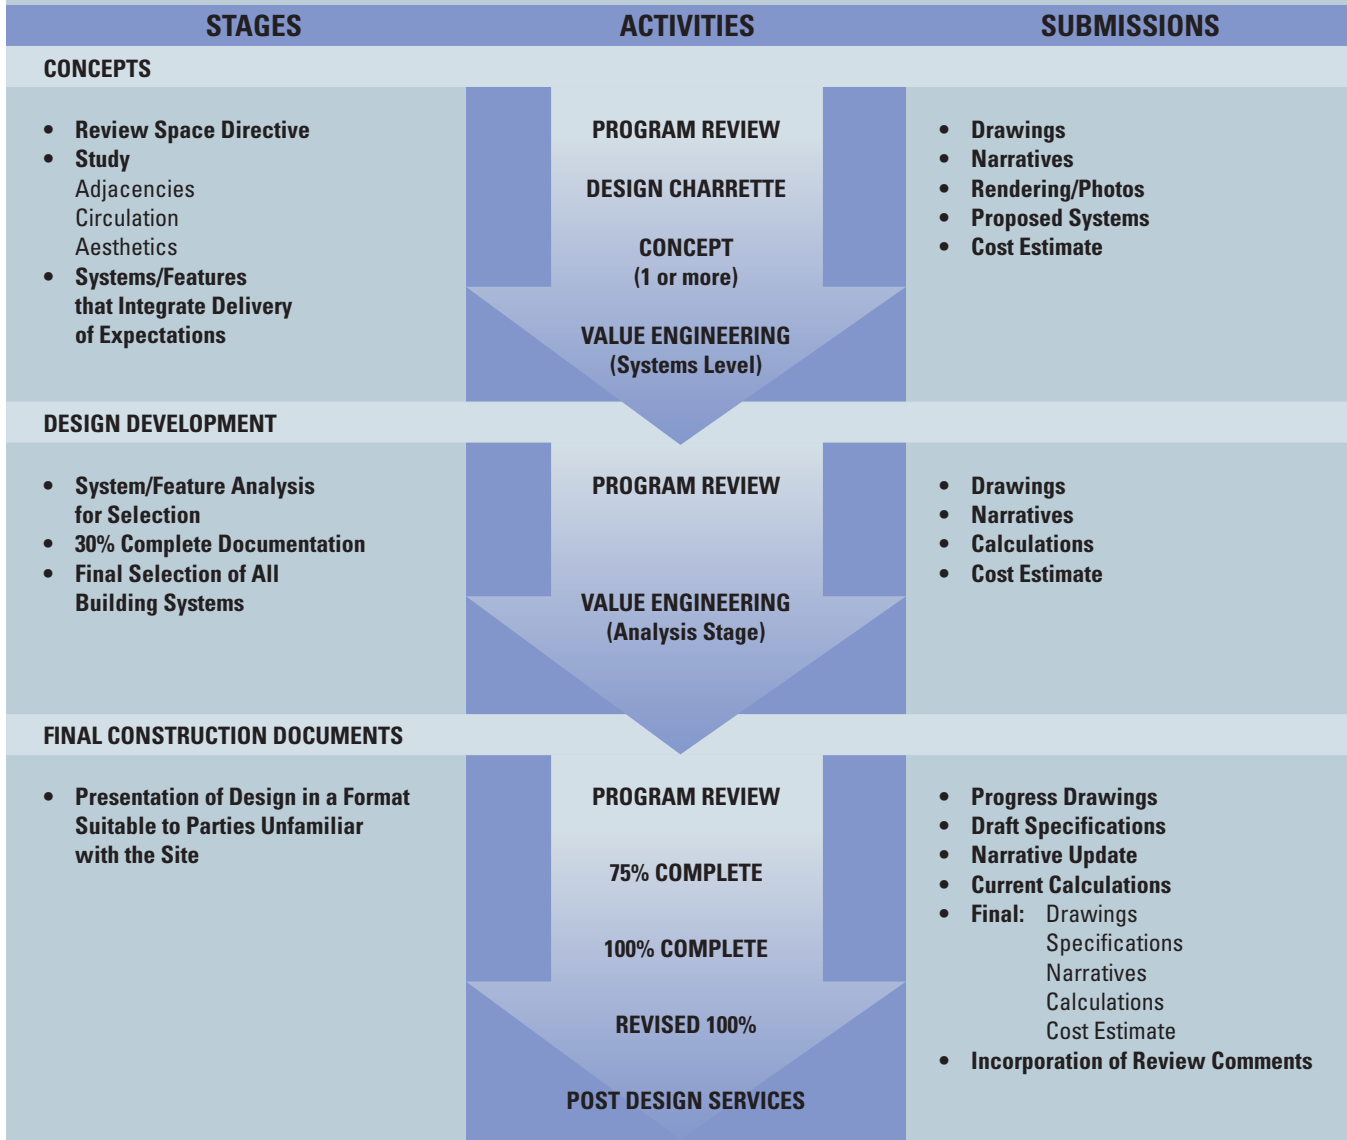 STAGES
ACTIVITIES
SUBMISSIONS
CONCEPTS
• Review Space Directive
• Study
Adjacencies
Circulation
Aesthetics
• Systems/Features
that Integrate Delivery
of Expectations
PROGRAM REVIEW
DESIGN CHARRETTE
CONCEPT
(1 or more)
VALUE ENGINEERING
(Systems Level)
• Drawings
• Narratives
• Rendering/Photos
• Proposed Systems
• Cost Estimate
DESIGN DEVELOPMENT
• System/Feature Analysis
for Selection
• 30% Complete Documentation
• Final Selection of All
Building Systems
PROGRAM REVIEW
VALUE ENGINEERING
(Analysis Stage)
• Drawings
• Narratives
• Calculations
• Cost Estimate
FINAL CONSTRUCTION DOCUMENTS
• Presentation of Design in a Format
Suitable to Parties Unfamiliar
with the Site
PROGRAM REVIEW
75% COMPLETE
100% COMPLETE
REVISED 100%
POST DESIGN SERVICES
• Progress Drawings
• Draft Specifications
• Narrative Update
• Current Calculations
• Final: Drawings
Specifications
Narratives
Calculations
Cost Estimate
• Incorporation of Review Comments